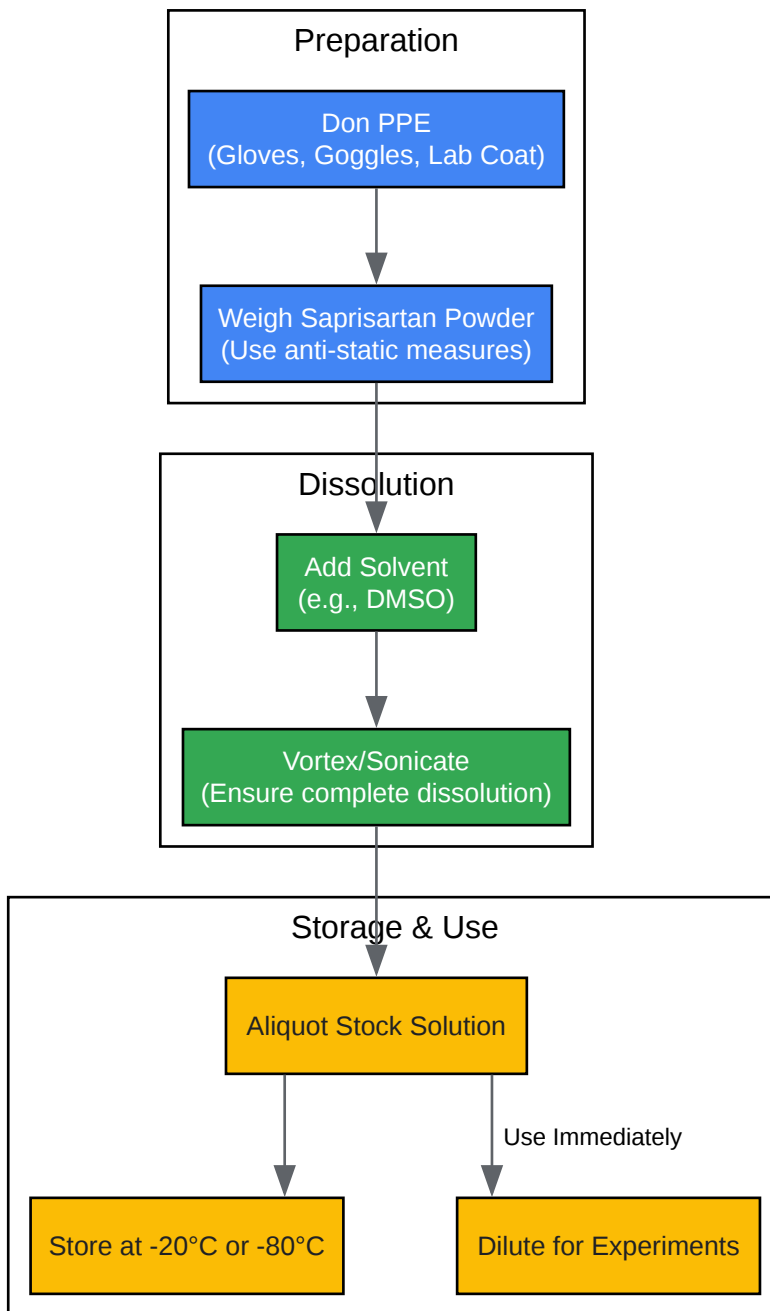 Preparation
Don PPE
(Gloves, Goggles, Lab Coat)
Weigh Saprisartan Powder
(Use anti-static measures)
Dissolution
Add Solvent
(e.g., DMSO)
Vortex/Sonicate
(Ensure complete dissolution)
Storage & Use
Aliquot Stock Solution
Use Immediately
Store at -20°C or -80°C
Dilute for Experiments